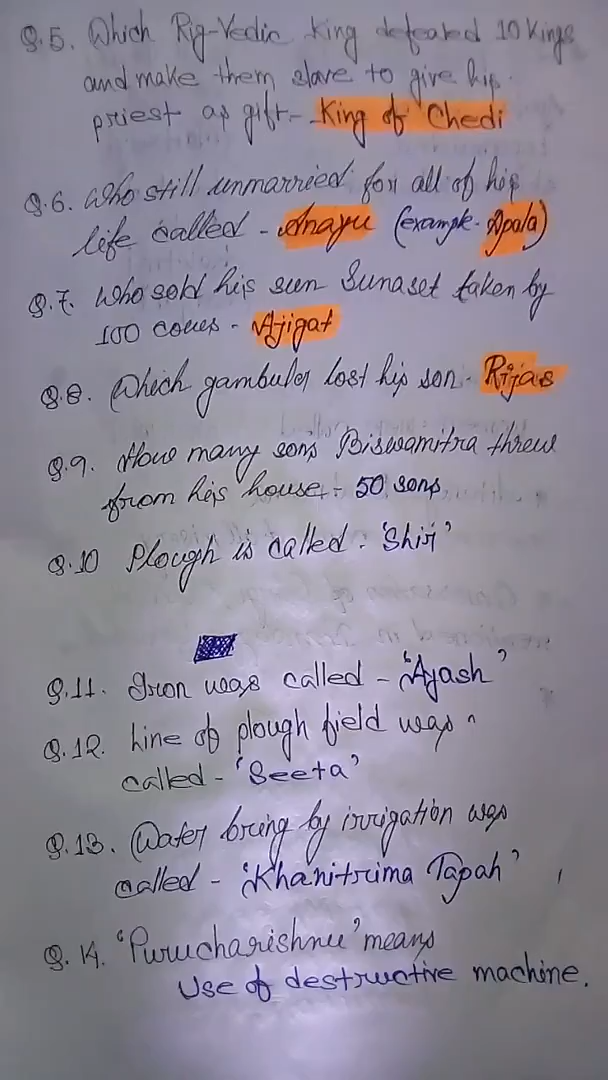 Q.5. Which Rig-Vedic King defeated 10 Kings
and make them slave to give his
priest as gift- King of Chedi
Q.6. Who still unmarried for all of his
life called - Amayu (example- Apala)
Q.7. Who sold his sun Sunaset taken by
100 coues - Ajigat
Q.8. Which gambuler lost his son- Rijas
Q.9. How many sons Biswamitra threw
from his house- 50 sons
Q.10 Plough is called- 'Shiri'
Q.11. Iron was called - 'Ayash'
Q.12. Line of plough field was
called - 'Seeta'
Q.13. Water bring by irrigation was
called - 'Khanitrima Tapah'
Q.14. 'Purucharishnu' means
Use of destructive machine.